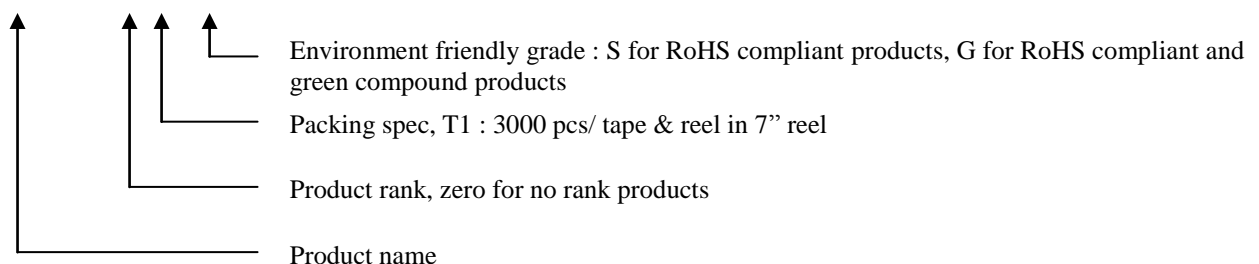 Environment friendly grade : S for RoHS compliant products, G for RoHS compliant and
green compound products
Packing spec, T1 : 3000 pcs/ tape & reel in 7” reel
Product rank, zero for no rank products
Product name